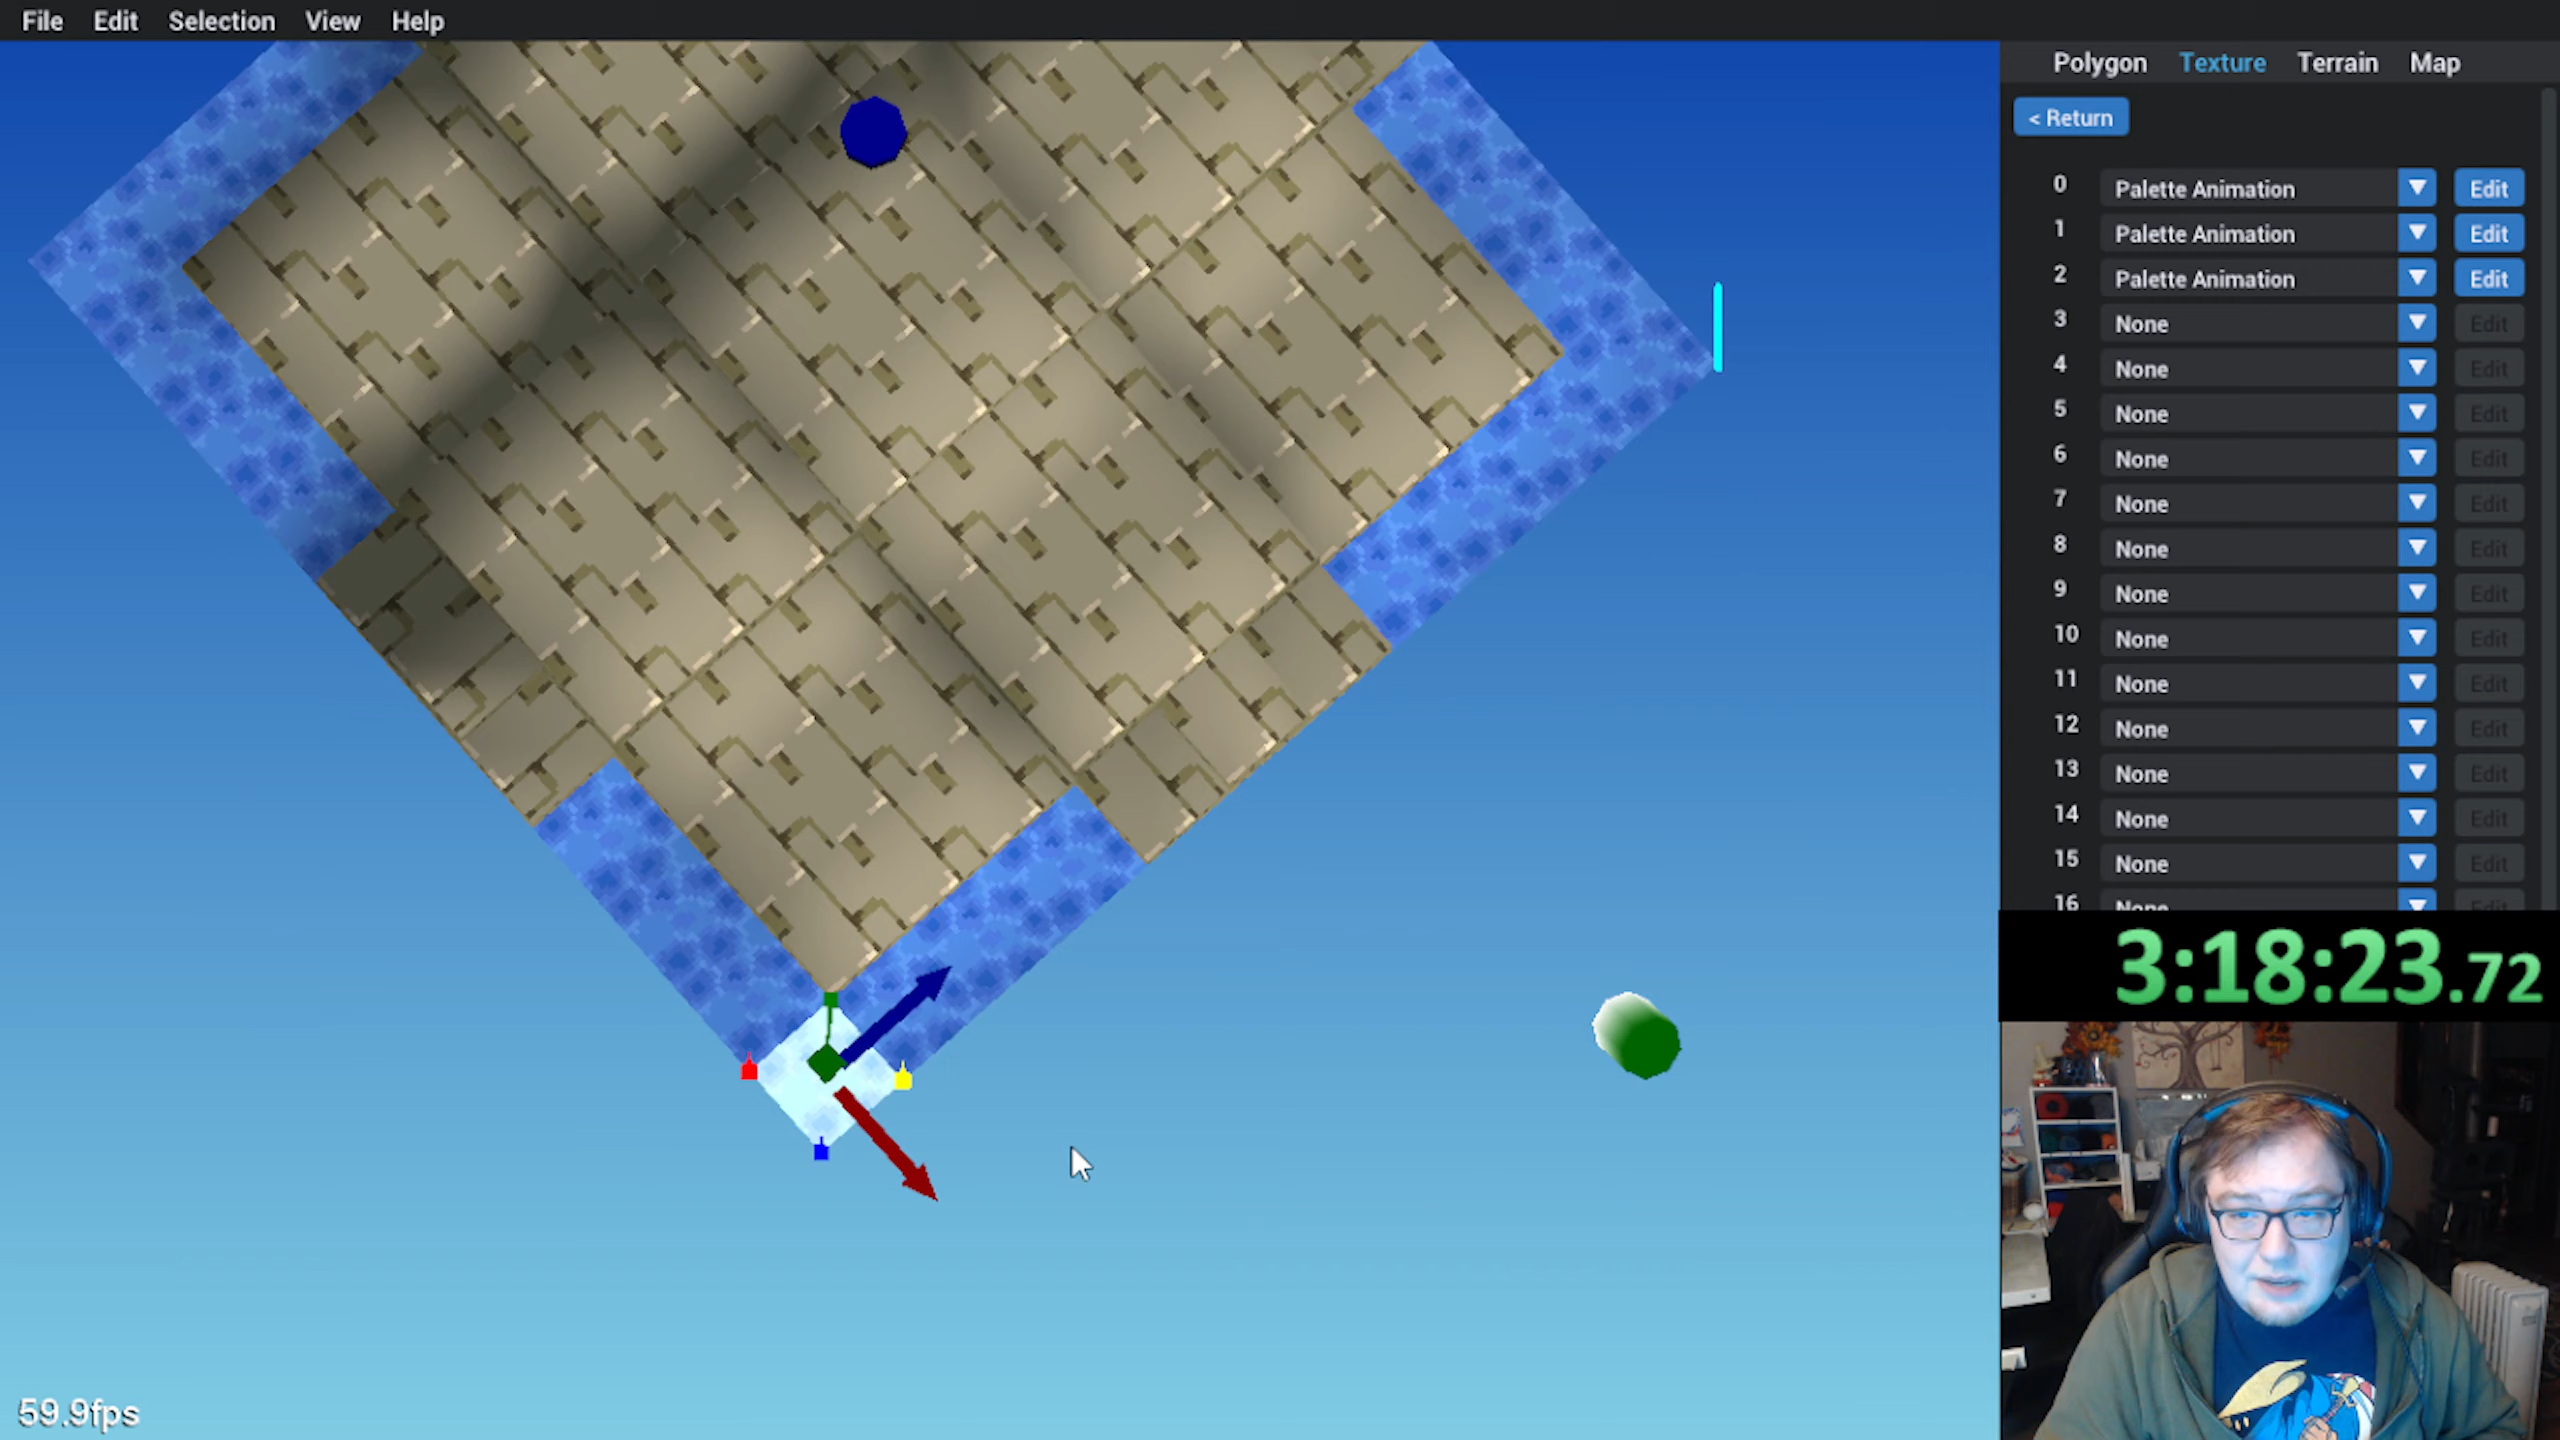 File Edit Selection View Help
Polygon Texture Terrain Map
< Return
0 Palette Animation Edit
1 Palette Animation Edit
2 Palette Animation Edit
3 None Edit
4 None Edit
5 None Edit
6 None Edit
7 None Edit
8 None Edit
9 None Edit
10 None Edit
11 None Edit
12 None Edit
13 None Edit
14 None Edit
15 None Edit
16 None Edit
3:18:23.72
59.9fps